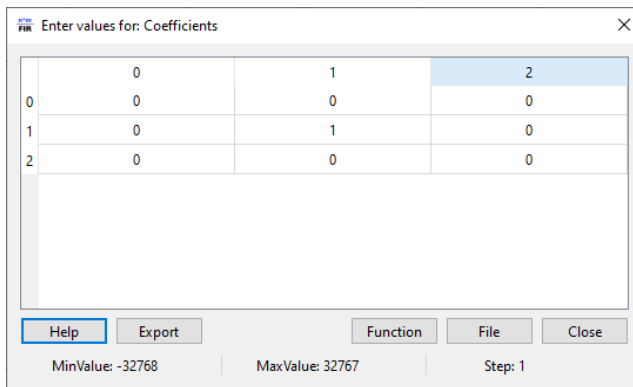 n*m FIR Enter values for: Coefficients
0 1 2
0 0 0 0
1 0 1 0
2 0 0 0
Help Export Function File Close
MinValue: -32768 MaxValue: 32767 Step: 1